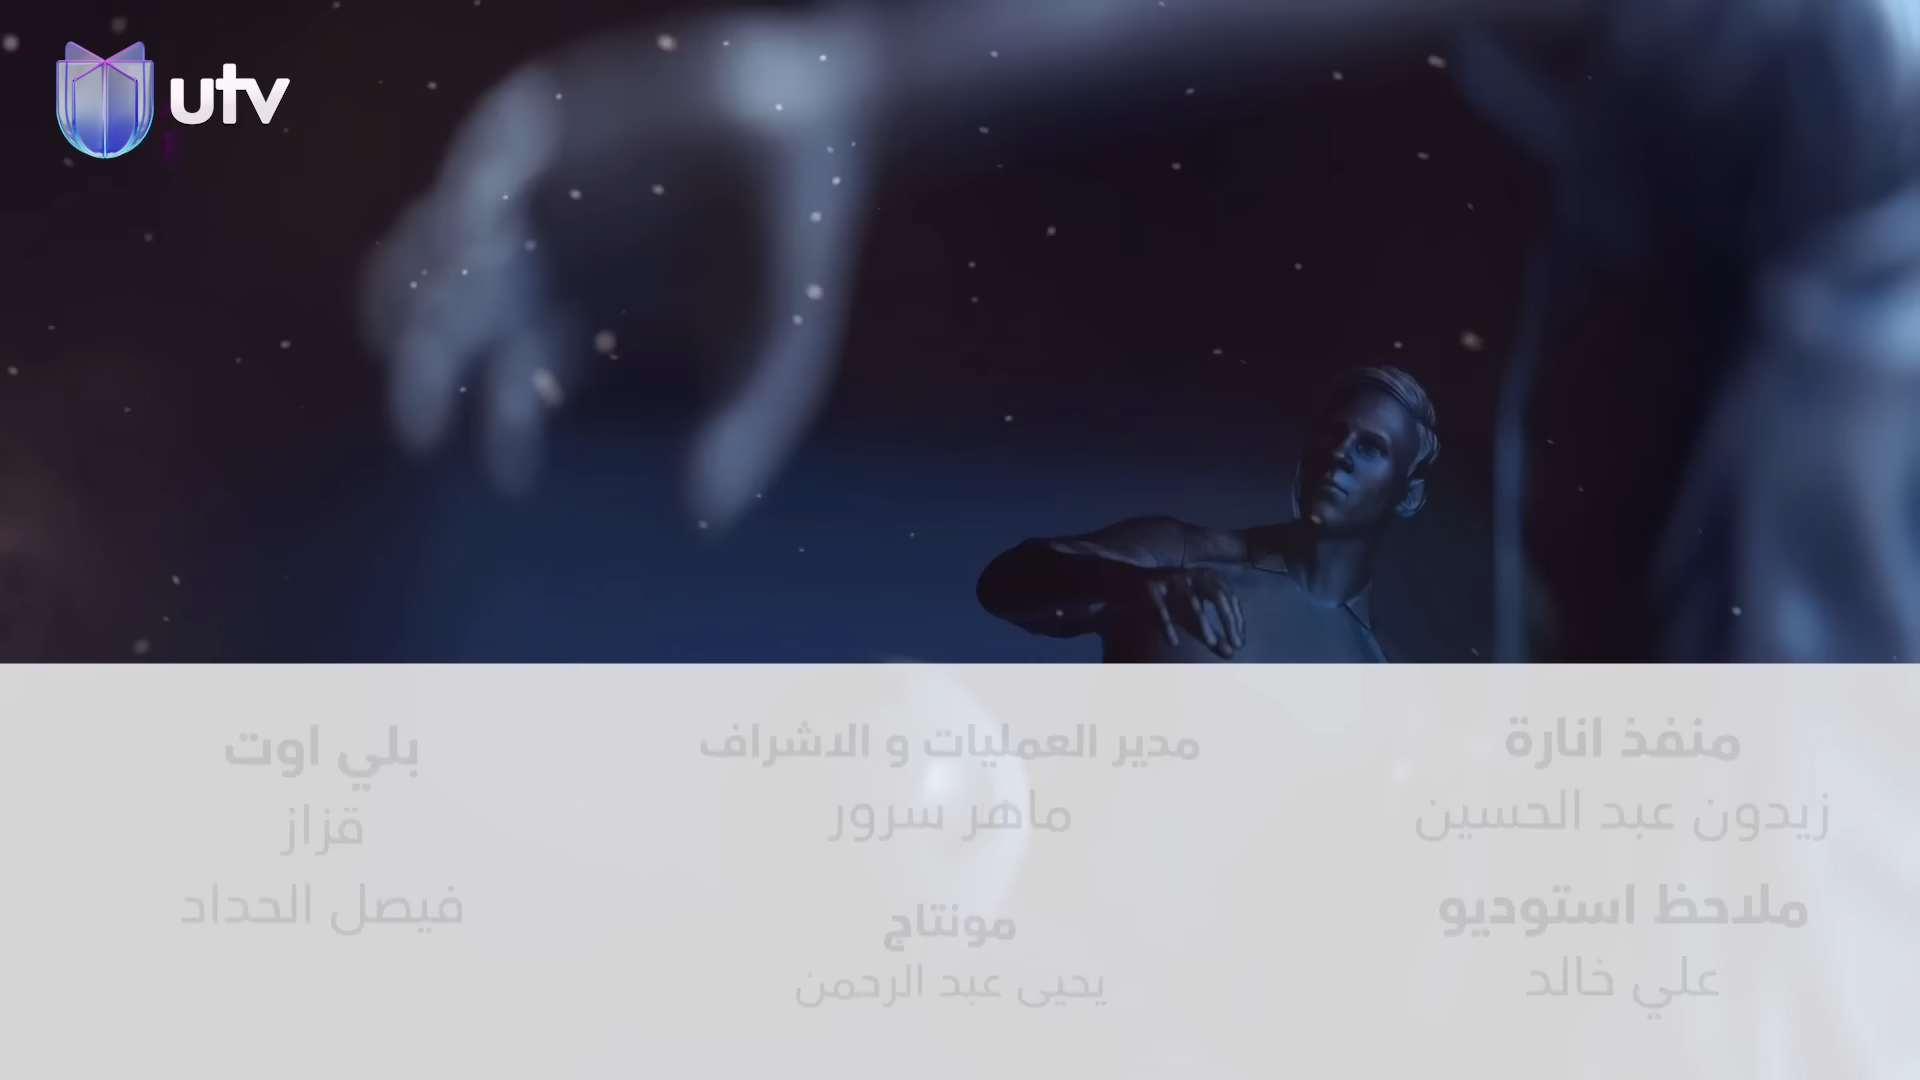 utv
منفذ انارة
زيدون عبد الحسين
ملاحظ استوديو
علي خالد
مدير العمليات و الاشراف
ماهر سرور
مونتاج
يحيى عبد الرحمن
بلي اوت
قزاز
فيصل الحداد